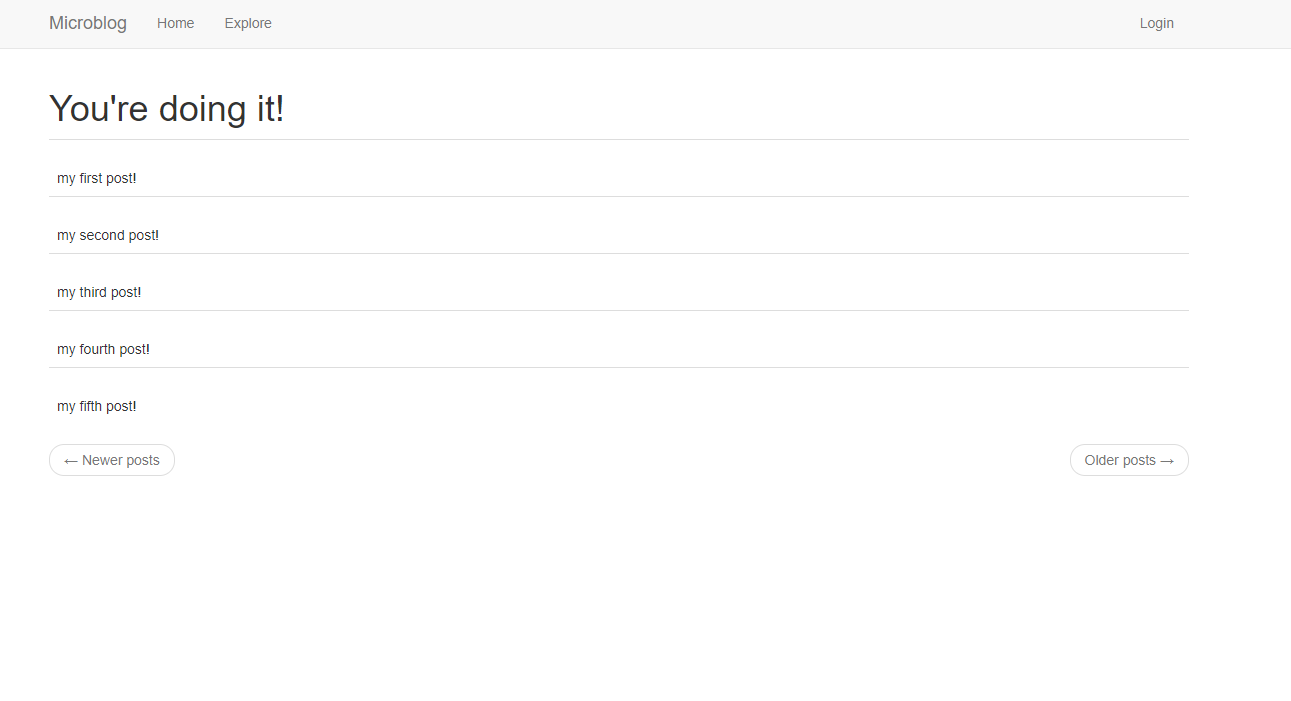 Microblog Home Explore Login
You're doing it!
my first post!
my second post!
my third post!
my fourth post!
my fifth post!
← Newer posts Older posts →